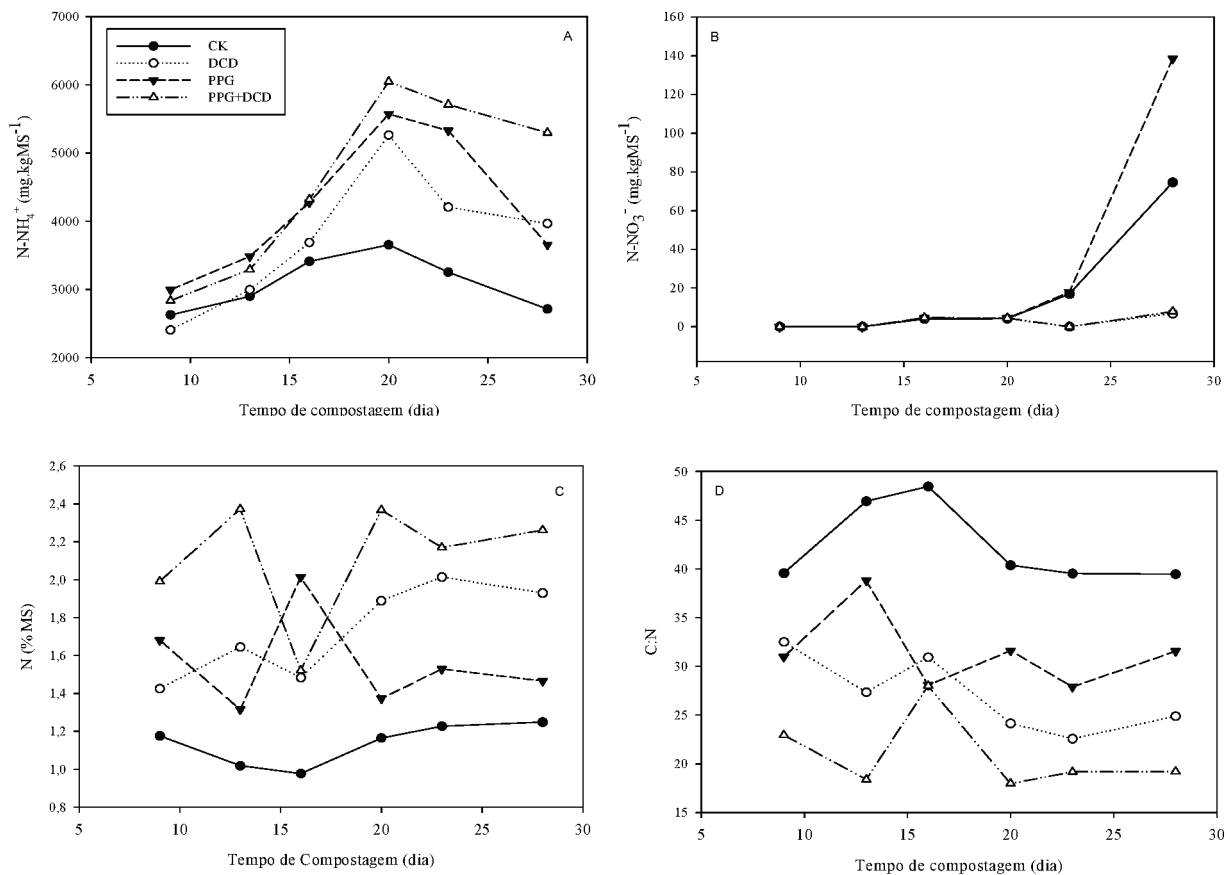 A
CK
DCD
PPG
PPG+DCD
7000
6000
5000
4000
3000
2000
N-NH₄⁺ (mg.kgMS⁻¹)
5 10 15 20 25 30
Tempo de compostagem (dia)
B
160
140
120
100
80
60
40
20
0
N-NO₃⁻ (mg.kgMS⁻¹)
5 10 15 20 25 30
Tempo de compostagem (dia)
C
2,6
2,4
2,2
2,0
1,8
1,6
1,4
1,2
1,0
0,8
N (% MS)
5 10 15 20 25 30
Tempo de Compostagem (dia)
D
50
45
40
35
30
25
20
15
C:N
5 10 15 20 25 30
Tempo de compostagem (dia)